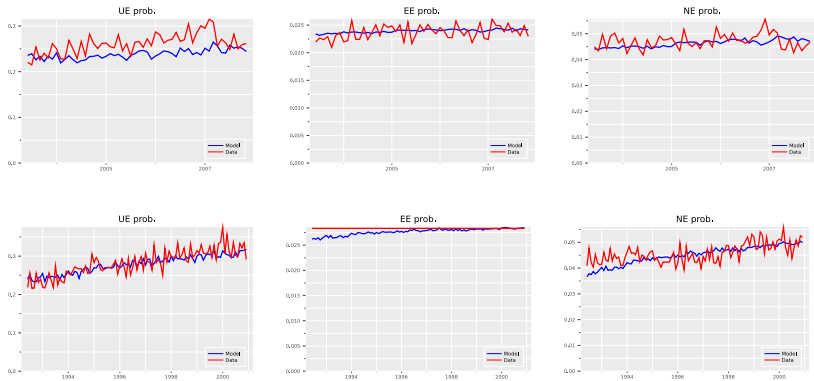 UE prob.
0.3
0.2
0.1
0.0
2005
2007
Model
Data
EE prob.
0.025
0.020
0.015
0.010
0.005
0.000
2005
2007
Model
Data
NE prob.
0.05
0.04
0.03
0.02
0.01
0.00
2005
2007
Model
Data
UE prob.
0.3
0.2
0.1
0.0
1994
1996
1998
2000
Model
Data
EE prob.
0.025
0.020
0.015
0.010
0.005
0.000
1994
1996
1998
2000
Model
Data
NE prob.
0.05
0.04
0.03
0.02
0.01
0.00
1994
1996
1998
2000
Model
Data